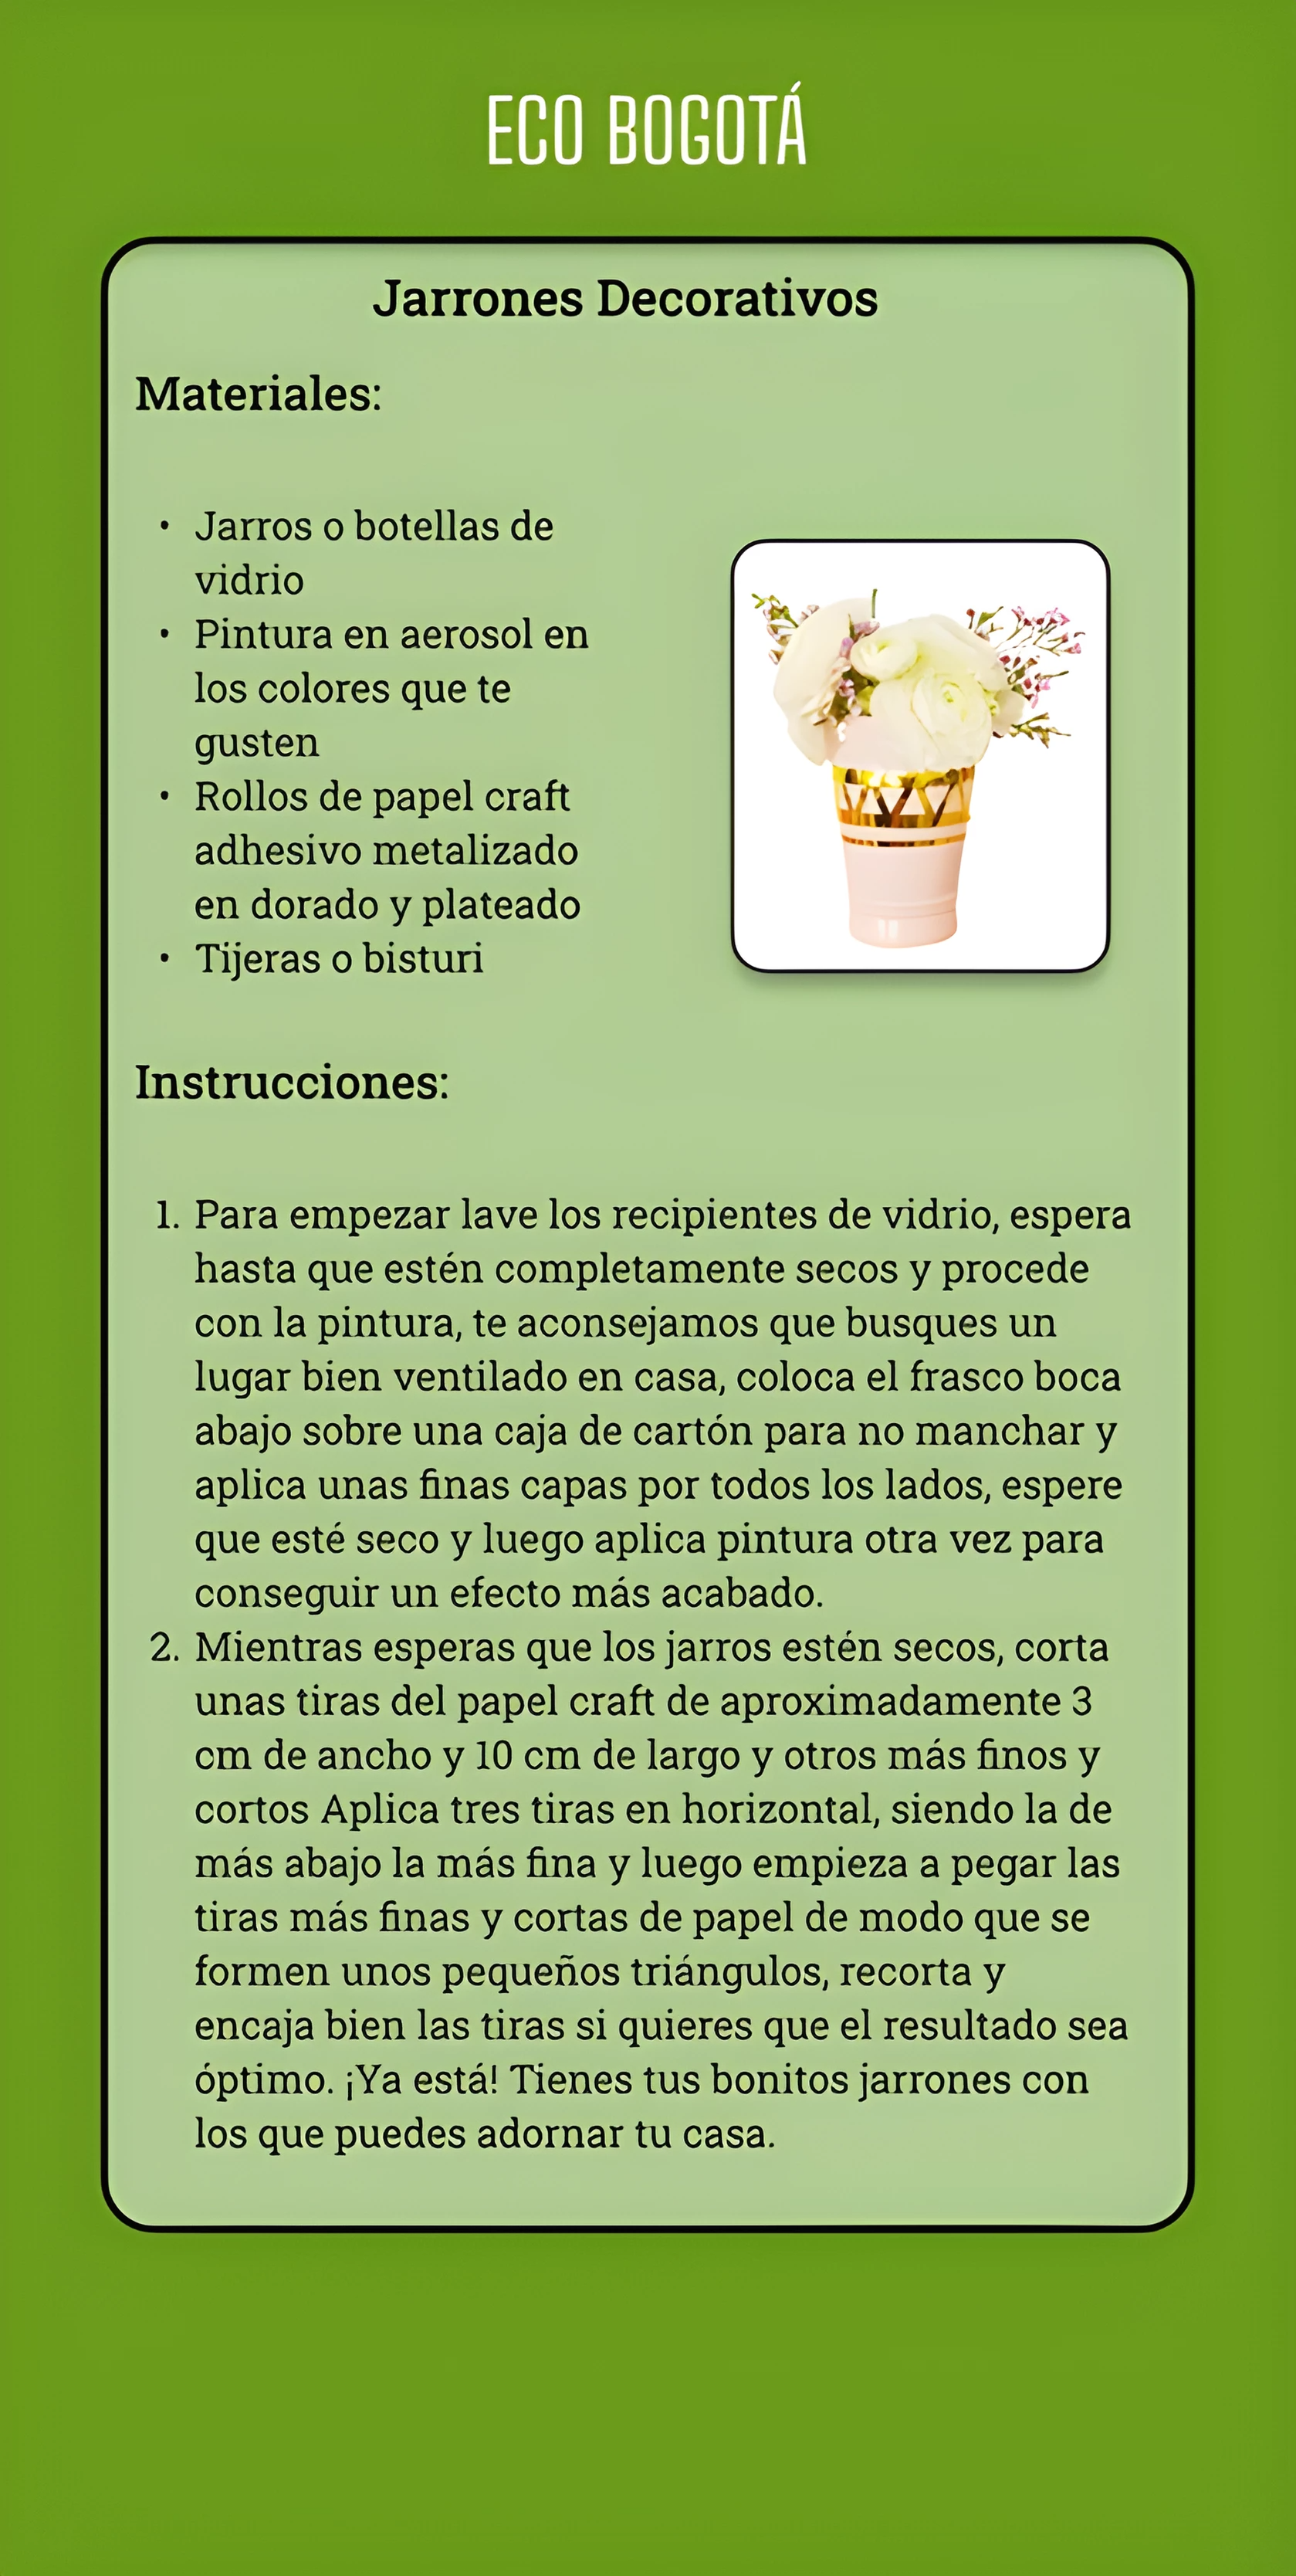 ECO BOGOTÁ
Jarrones Decorativos
Materiales:
• Jarros o botellas de
vidrio
• Pintura en aerosol en
los colores que te
gusten
• Rollos de papel craft
adhesivo metalizado
en dorado y plateado
• Tijeras o bisturi
Instrucciones:
1. Para empezar lave los recipientes de vidrio, espera
hasta que estén completamente secos y procede
con la pintura, te aconsejamos que busques un
lugar bien ventilado en casa, coloca el frasco boca
abajo sobre una caja de cartón para no manchar y
aplica unas finas capas por todos los lados, espere
que esté seco y luego aplica pintura otra vez para
conseguir un efecto más acabado.
2. Mientras esperas que los jarros estén secos, corta
unas tiras del papel craft de aproximadamente 3
cm de ancho y 10 cm de largo y otros más finos y
cortos Aplica tres tiras en horizontal, siendo la de
más abajo la más fina y luego empieza a pegar las
tiras más finas y cortas de papel de modo que se
formen unos pequeños triángulos, recorta y
encaja bien las tiras si quieres que el resultado sea
óptimo. ¡Ya está! Tienes tus bonitos jarrones con
los que puedes adornar tu casa.